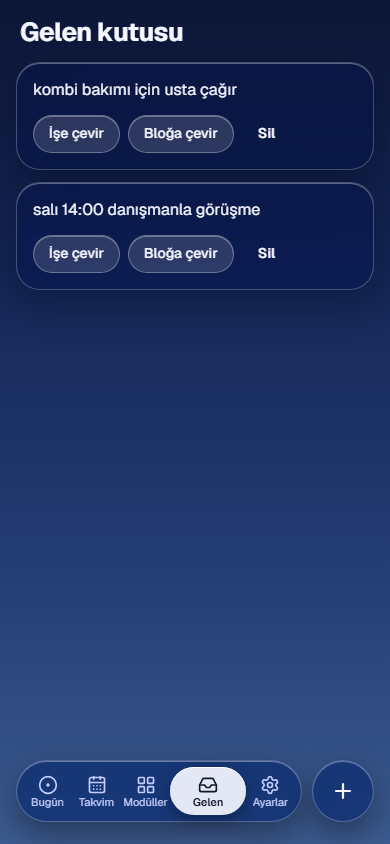 Gelen kutusu
kombi bakımı için usta çağır
İşe çevir Bloğa çevir Sil
salı 14:00 danışmanla görüşme
İşe çevir Bloğa çevir Sil
Bugün Takvim Modüller Gelen Ayarlar